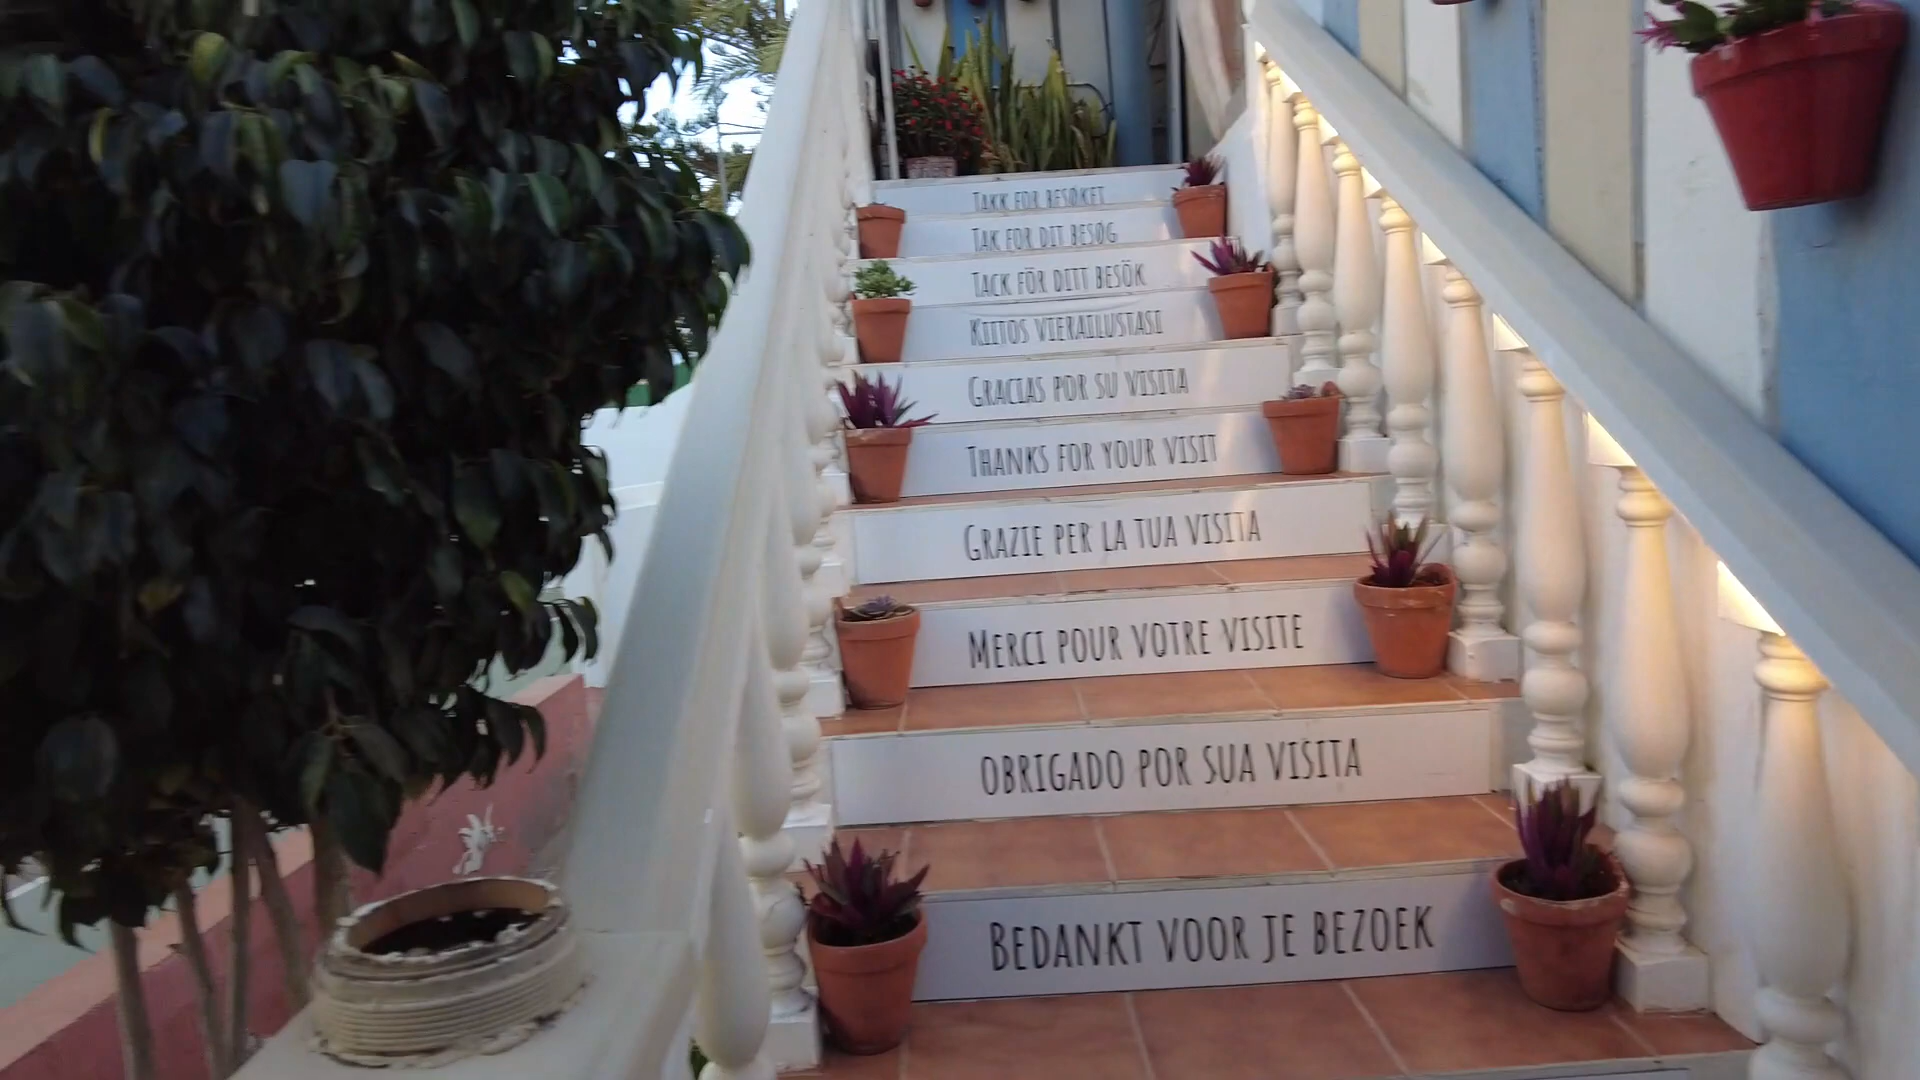 TAKK FOR BESØKET
TAK FOR DIT BESØG
TACK FÖR DITT BESÖK
KIITOS VIERAILUSTASI
GRACIAS POR SU VISITA
THANKS FOR YOUR VISIT
GRAZIE PER LA TUA VISITA
MERCI POUR VOTRE VISITE
OBRIGADO POR SUA VISITA
BEDANKT VOOR JE BEZOEK